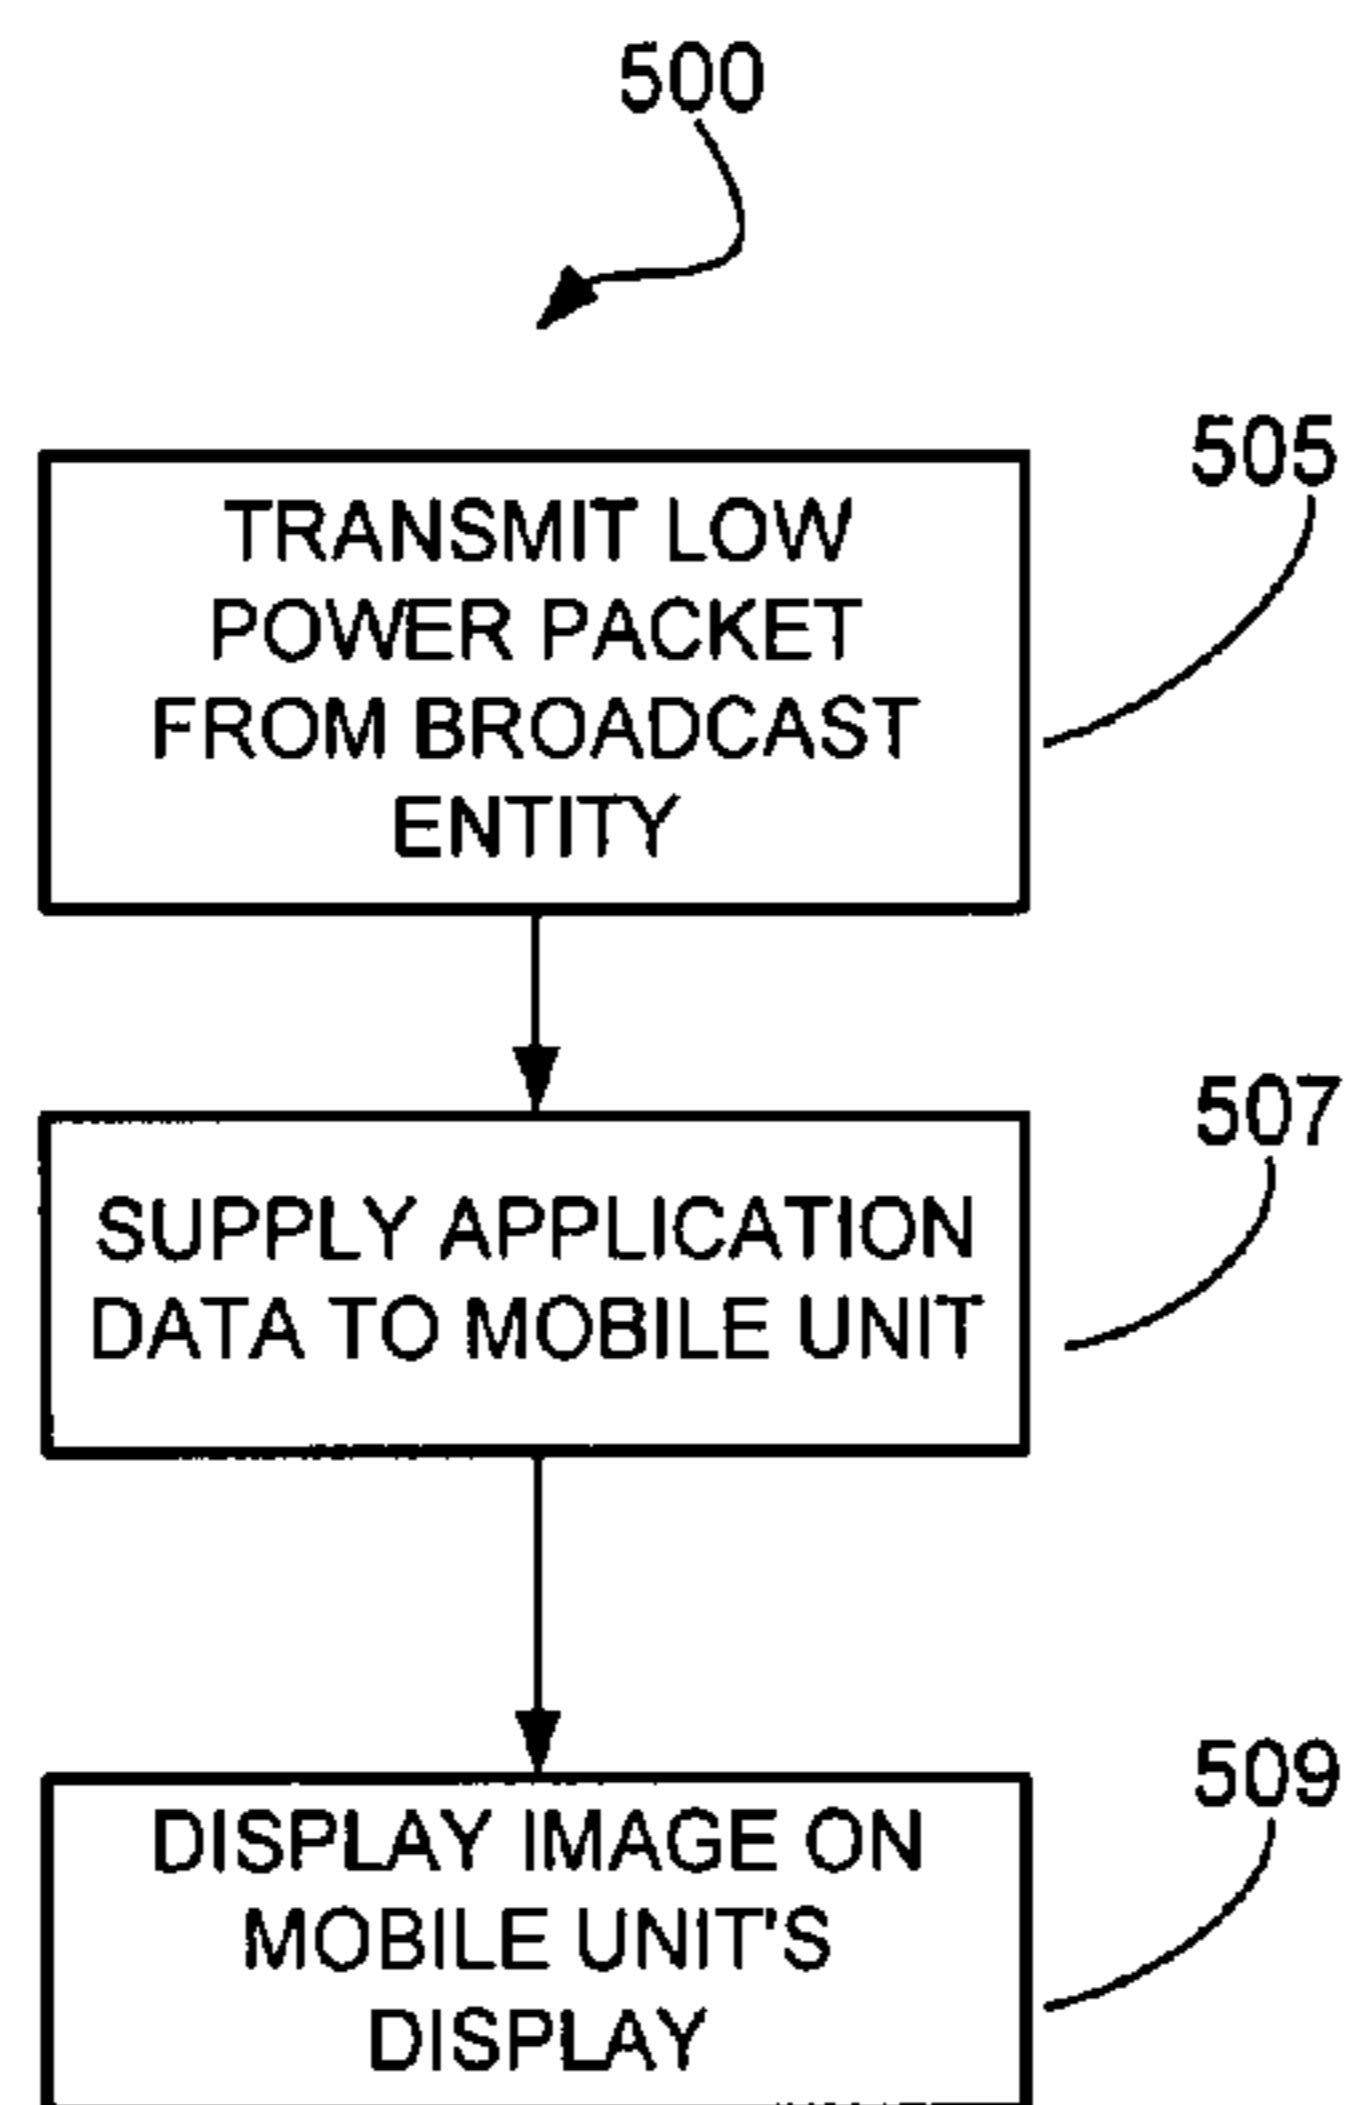 500
505
TRANSMIT LOW
POWER PACKET
FROM BROADCAST
ENTITY
507
SUPPLY APPLICATION
DATA TO MOBILE UNIT
509
DISPLAY IMAGE ON
MOBILE UNIT'S
DISPLAY